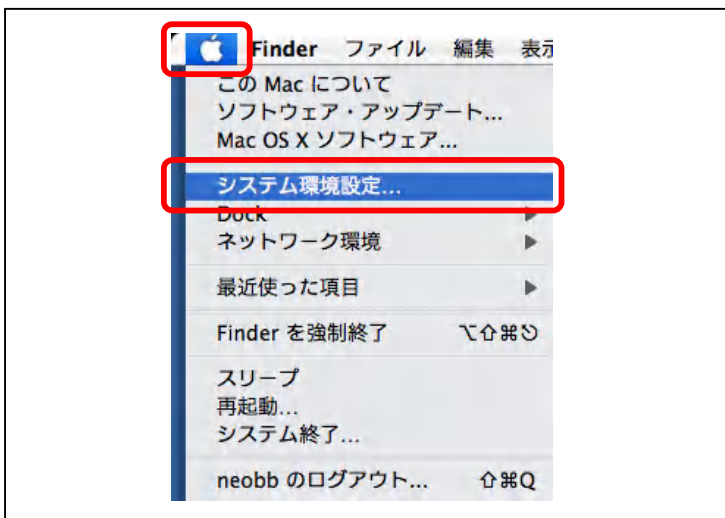 Finder ファイル 編集 表示
この Mac について
ソフトウェア・アップデート...
Mac OS X ソフトウェア...
システム環境設定...
Dock
ネットワーク環境
最近使った項目
Finder を強制終了 ⌥⇧⌘⎋
スリープ
再起動...
システム終了...
neobb のログアウト... ⇧⌘Q